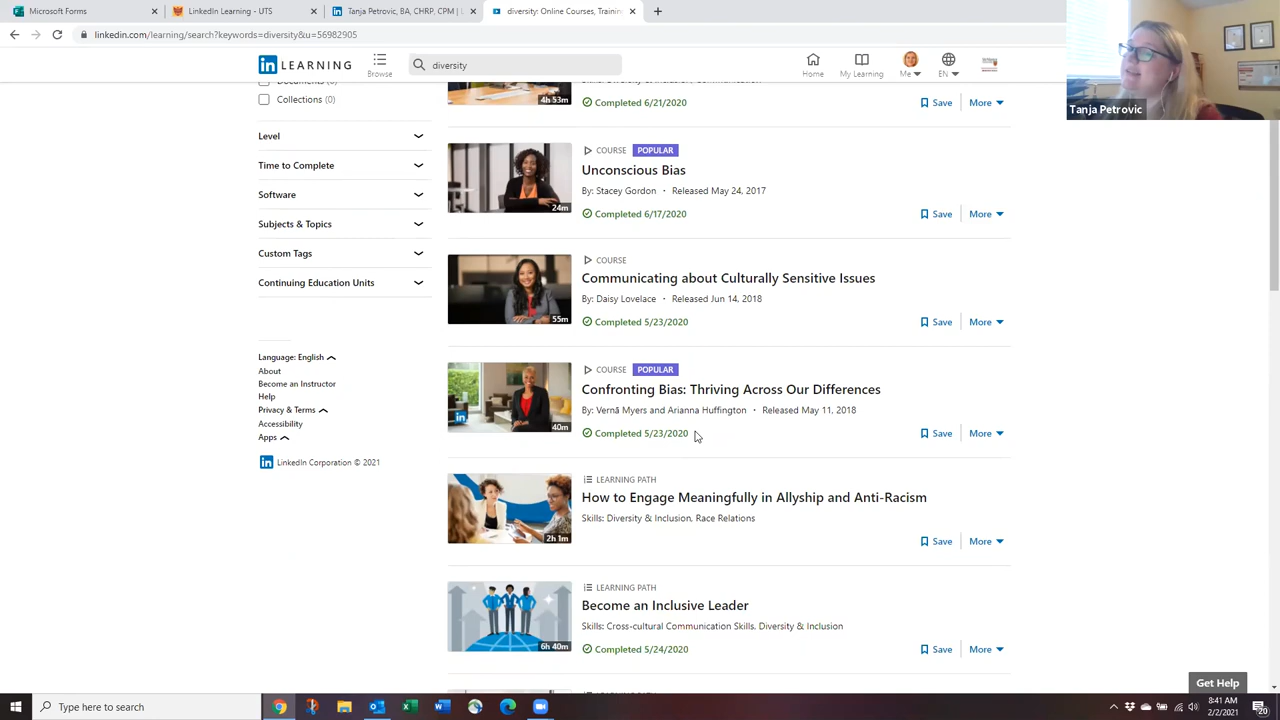 Microsoft Forms
LinkedIn Learning - UTS
Tanja Petrovic, BA, CHRP, CPM | L
diversity: Online Courses, Trainin
linkedin.com/learning/search?keywords=diversity&u=56982905
in LEARNING
Browse
diversity
Home
My Learning
Me
EN
Tanja Petrovic
Collections (0)
Level
Time to Complete
Software
Subjects & Topics
Custom Tags
Continuing Education Units
Language: English
About
Become an Instructor
Help
Privacy & Terms
Accessibility
Apps
in LinkedIn Corporation © 2021
4h 53m
Completed 6/21/2020
Save
More
COURSE POPULAR
Unconscious Bias
By: Stacey Gordon · Released May 24, 2017
24m
Completed 6/17/2020
Save
More
COURSE
Communicating about Culturally Sensitive Issues
By: Daisy Lovelace · Released Jun 14, 2018
55m
Completed 5/23/2020
Save
More
COURSE POPULAR
Confronting Bias: Thriving Across Our Differences
By: Vernā Myers and Arianna Huffington · Released May 11, 2018
in
40m
Completed 5/23/2020
Save
More
LEARNING PATH
How to Engage Meaningfully in Allyship and Anti-Racism
Skills: Diversity & Inclusion, Race Relations
2h 1m
Save
More
LEARNING PATH
Become an Inclusive Leader
Skills: Cross-cultural Communication Skills, Diversity & Inclusion
6h 40m
Completed 5/24/2020
Save
More
Get Help
Type here to search
8:41 AM
2/2/2021
20